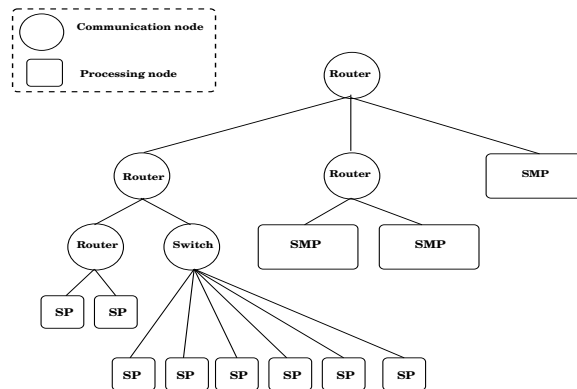 Communication node
Processing node
Router
Router
Router
SMP
Router
Switch
SMP
SMP
SP
SP
SP
SP
SP
SP
SP
SP